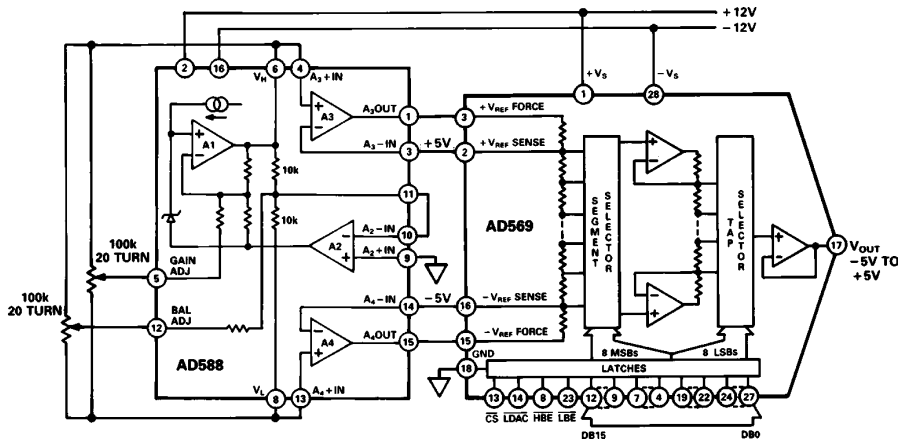 +12V
-12V
2
16
VH
6
4
A3+IN
+VS
1
-VS
28
A1
A3
A3OUT
1
3
+VREF FORCE
A3-IN
3
+5V
2
+VREF SENSE
10k
11
10k
A2-IN
10
A2
A2+IN
9
SEGMENT
SELECTOR
TAP
SELECTOR
AD569
17
VOUT
-5V TO
+5V
100k
20 TURN
GAIN
ADJ
5
100k
20 TURN
BAL
ADJ
12
A4-IN
14
-5V
16
-VREF SENSE
A4
A4OUT
15
15
-VREF FORCE
AD588
GND
18
8 MSBs
8 LSBs
LATCHES
VL
8
13
A4+IN
13
14
8
23
12
9
7
4
19
22
24
27
CS
LDAC
HBE
LBE
DB15
DB0